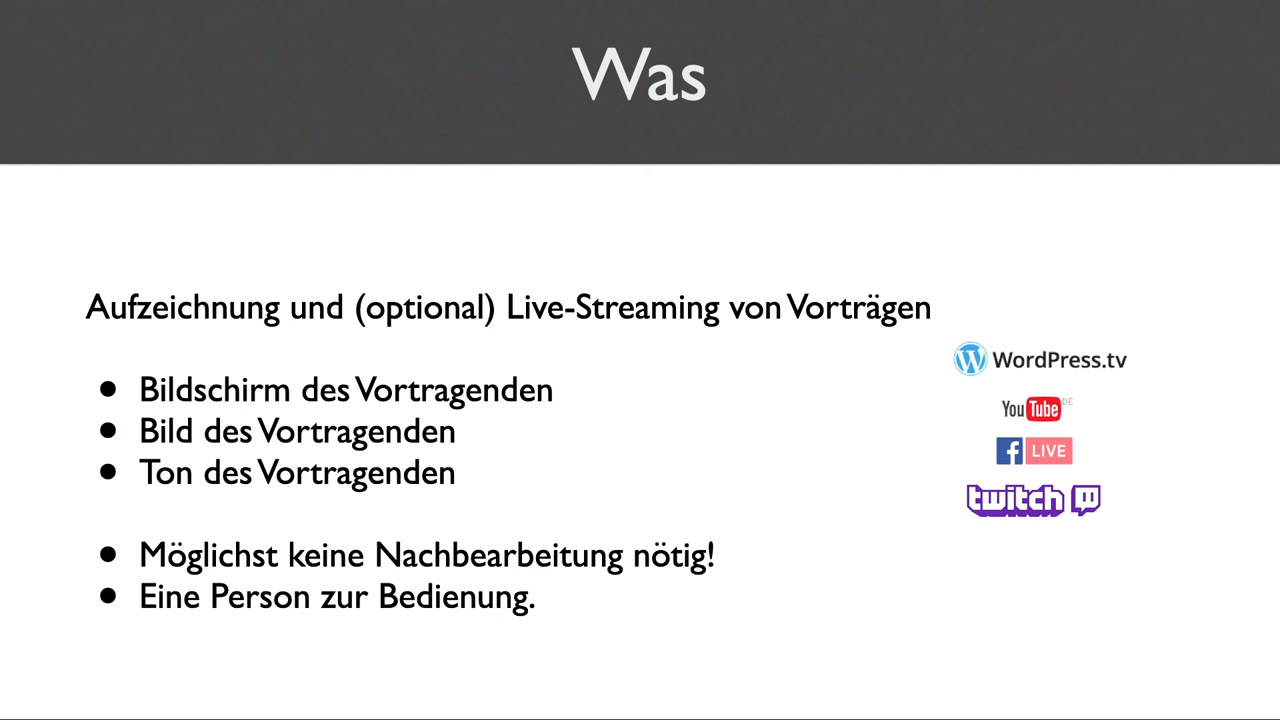 Was
Aufzeichnung und (optional) Live-Streaming von Vorträgen
WordPress.tv
• Bildschirm des Vortragenden
YouTube DE
• Bild des Vortragenden
f LIVE
• Ton des Vortragenden
twitch
• Möglichst keine Nachbearbeitung nötig!
• Eine Person zur Bedienung.